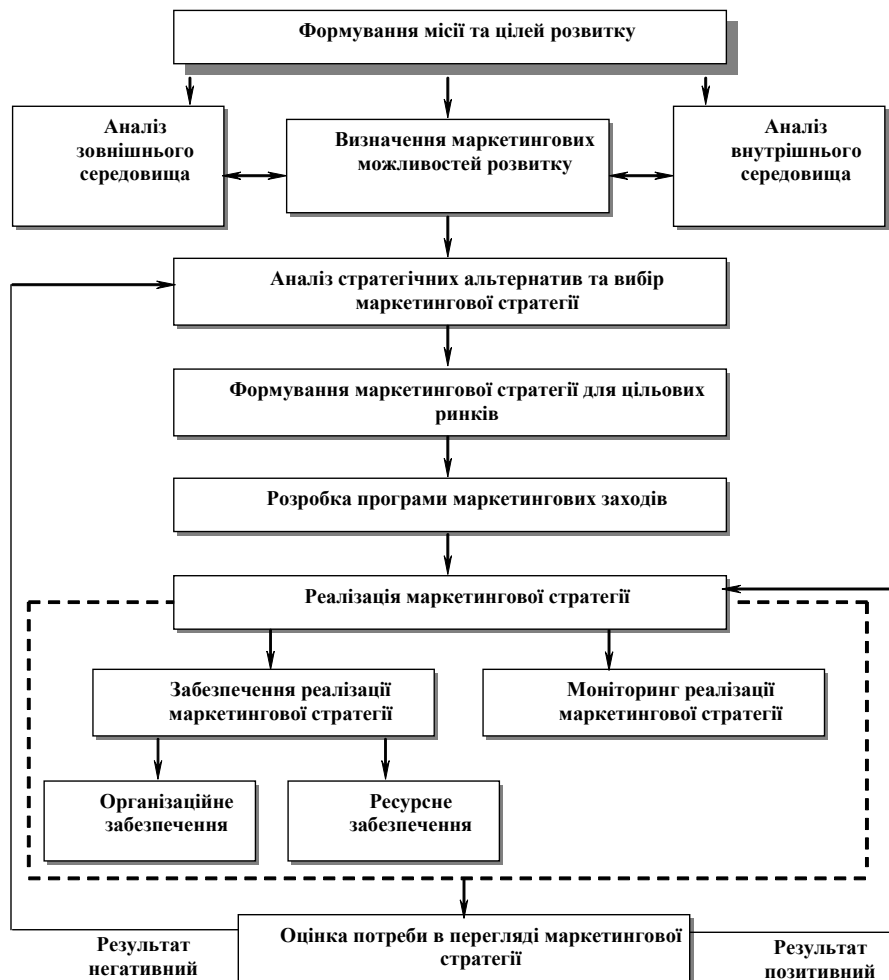 Формування місії та цілей розвитку
Аналіз
зовнішнього
середовища
Визначення маркетингових
можливостей розвитку
Аналіз
внутрішнього
середовища
Аналіз стратегічних альтернатив та вибір
маркетингової стратегії
Формування маркетингової стратегії для цільових
ринків
Розробка програми маркетингових заходів
Реалізація маркетингової стратегії
Забезпечення реалізації
маркетингової стратегії
Моніторинг реалізації
маркетингової стратегії
Організаційне
забезпечення
Ресурсне
забезпечення
Оцінка потреби в перегляді маркетингової
стратегії
Результат
негативний
Результат
позитивний